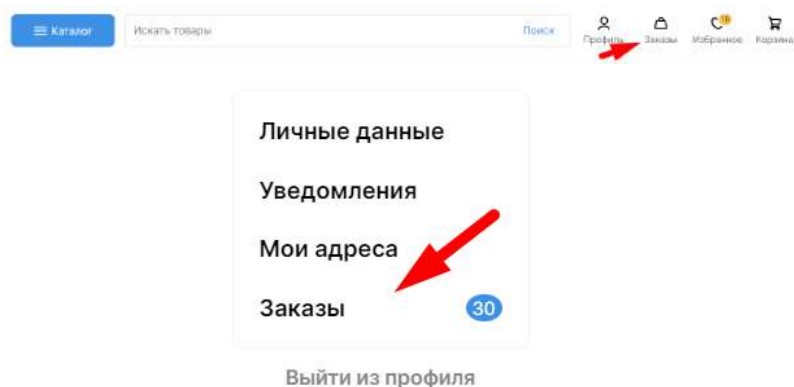 Каталог
Искать товары
Поиск
Профиль
Заказы
Избранное
Корзина
Личные данные
Уведомления
Мои адреса
Заказы 30
Выйти из профиля